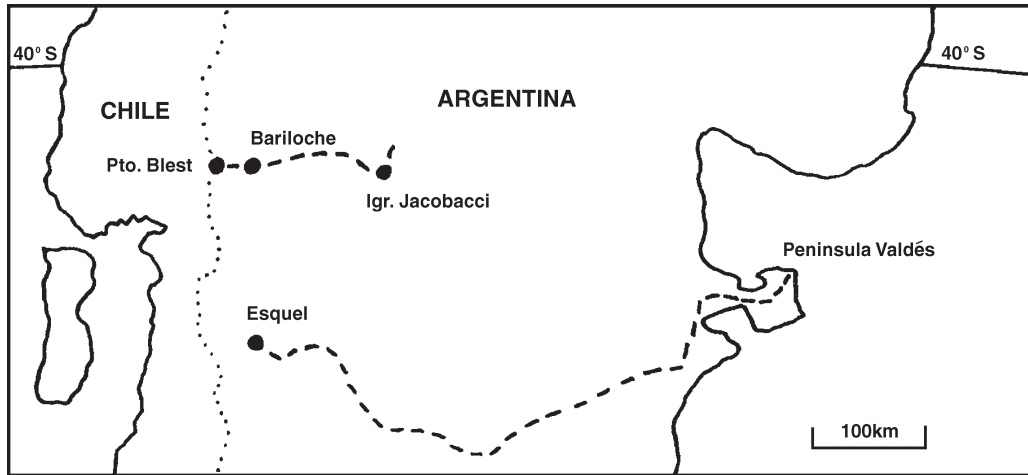 40° S
40° S
CHILE
ARGENTINA
Bariloche
Pto. Blest
Igr. Jacobacci
Peninsula Valdés
Esquel
100km